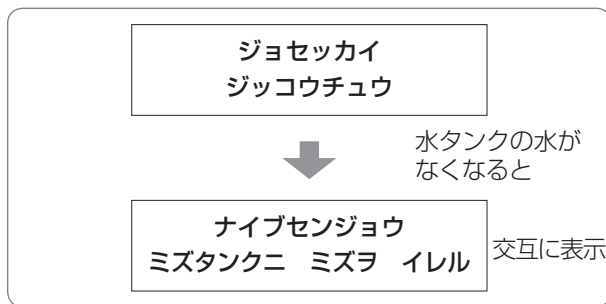 ジョセッカイ
ジッコウチュウ
水タンクの水が
なくなると
ナイブセンジョウ
ミズタンクニ　ミズヲ　イレル
交互に表示